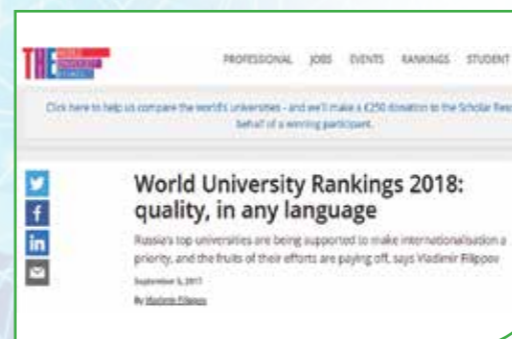 THE WORLD UNIVERSITY RANKINGS
PROFESSIONAL JOBS EVENTS RANKINGS STUDENT
Click here to help us compare the world's universities - and we'll make a £250 donation to the Scholar
behalf of a winning participant.
World University Rankings 2018:
quality, in any language
Russia's top universities are being supported to make internationalisation a
priority, and the fruits of their efforts are paying off, says Vladimir Filippov
September 5, 2017
By Vladimir Filippov